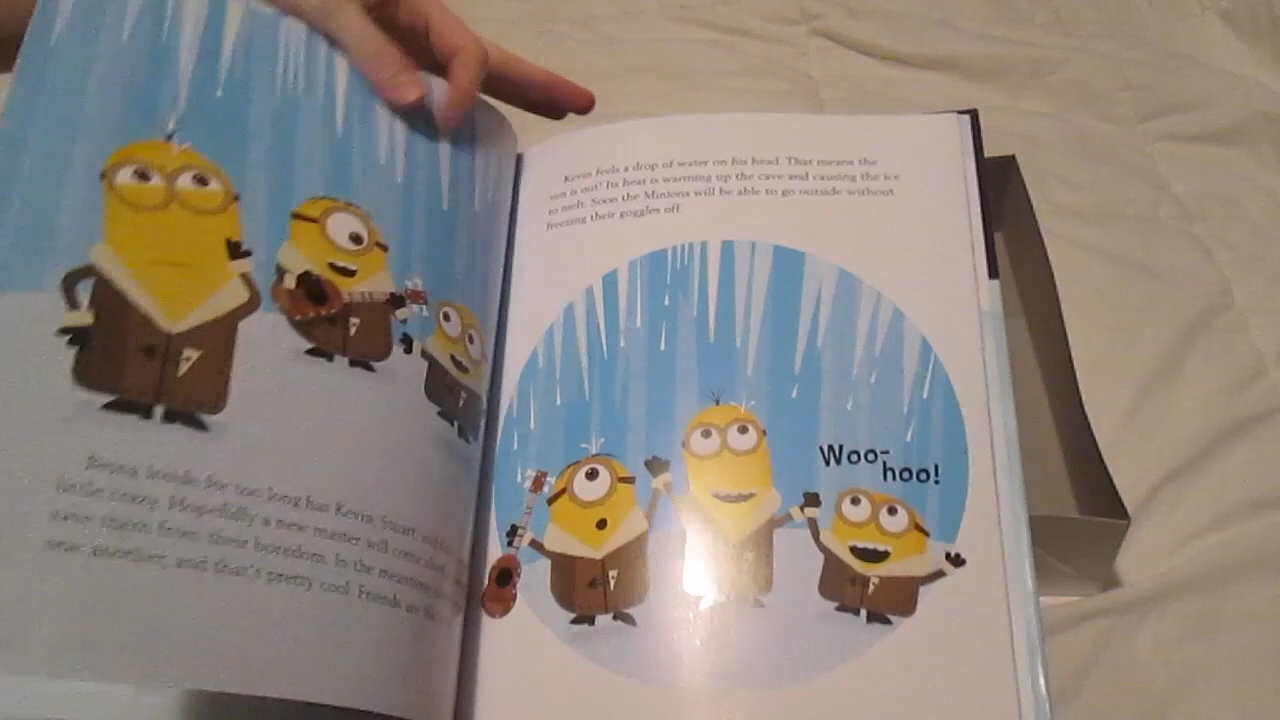 Being inside for too long has Kevin, Stuart, and
little crazy. Hopefully a new master will come
save them from their boredom. In the meantime
one another, and that's pretty cool. Friends are
Kevin feels a drop of water on his head. That means the
sun is out! Its heat is warming up the cave and causing the ice
to melt. Soon the Minions will be able to go outside without
freezing their goggles off.
Woo-
hoo!